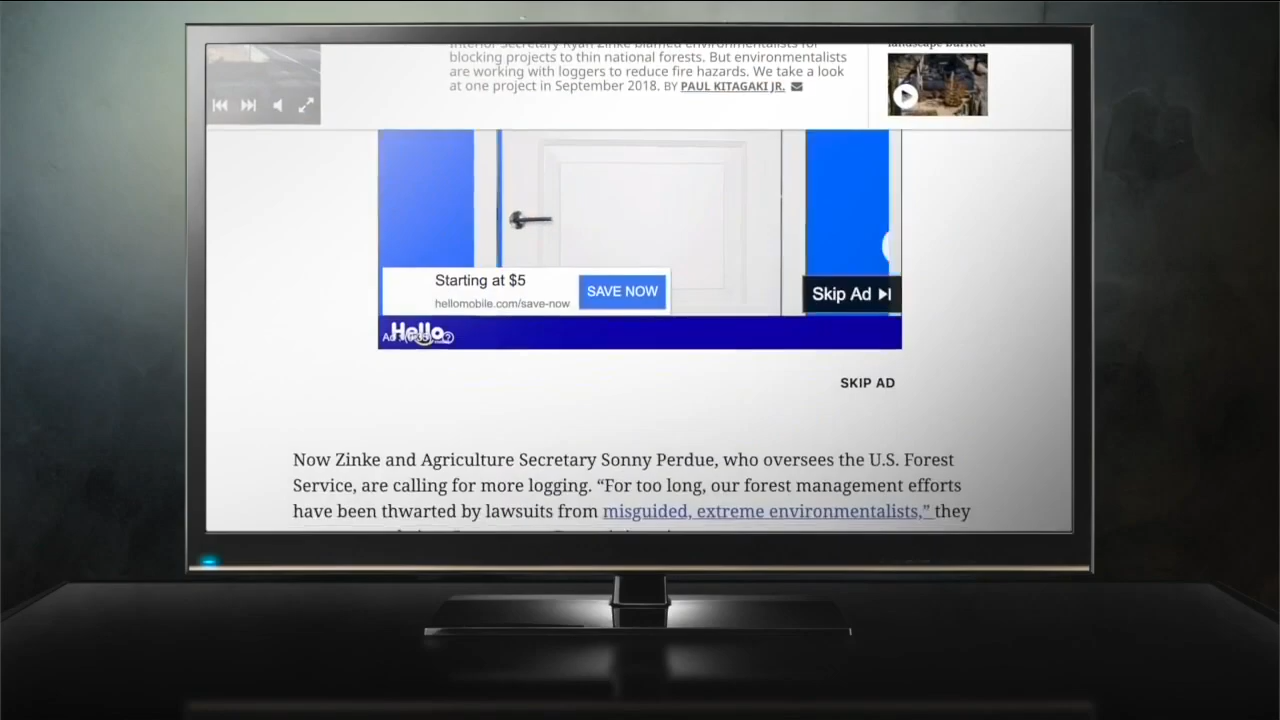 Interior Secretary Ryan Zinke blamed environmentalists for
blocking projects to thin national forests. But environmentalists
are working with loggers to reduce fire hazards. We take a look
at one project in September 2018. BY PAUL KITAGAKI JR.
landscape burned
Starting at $5
hellomobile.com/save-now
SAVE NOW
Skip Ad
Hello
SKIP AD
Now Zinke and Agriculture Secretary Sonny Perdue, who oversees the U.S. Forest
Service, are calling for more logging. “For too long, our forest management efforts
have been thwarted by lawsuits from misguided, extreme environmentalists,” they